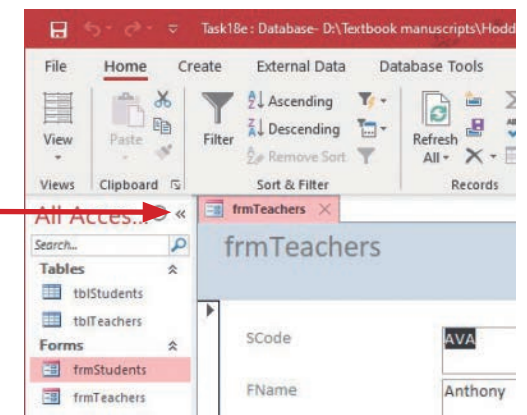 Task18e : Database- D:\Textbook manuscripts\Hodd
File Home Create External Data Database Tools
View
Paste
Filter
Ascending
Descending
Remove Sort
Refresh All
Views Clipboard Sort & Filter Records
All Acces...
frmTeachers
Search...
frmTeachers
Tables
tblStudents
tblTeachers
SCode AVA
Forms
frmStudents
FName Anthony
frmTeachers